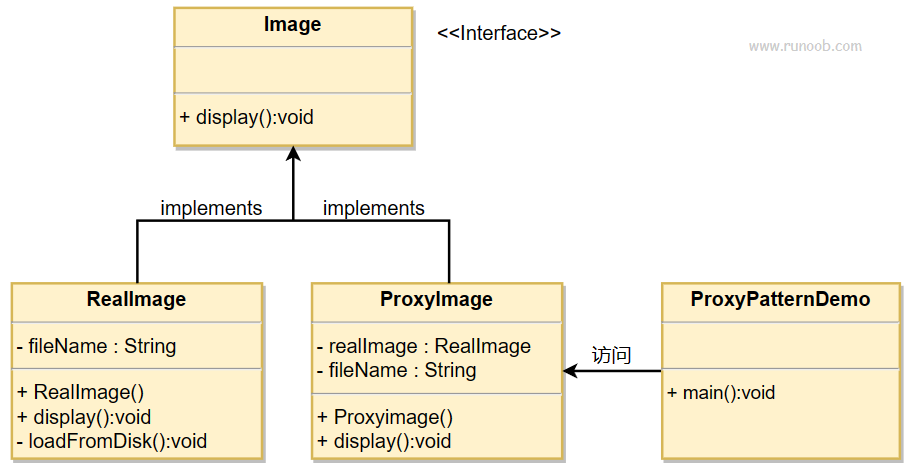 Image
<<Interface>>
www.runoob.com
+ display():void
implements
implements
RealImage
- fileName : String
+ RealImage()
+ display():void
- loadFromDisk():void
ProxyImage
- realImage : RealImage
- fileName : String
+ Proxyimage()
+ display():void
访问
ProxyPatternDemo
+ main():void